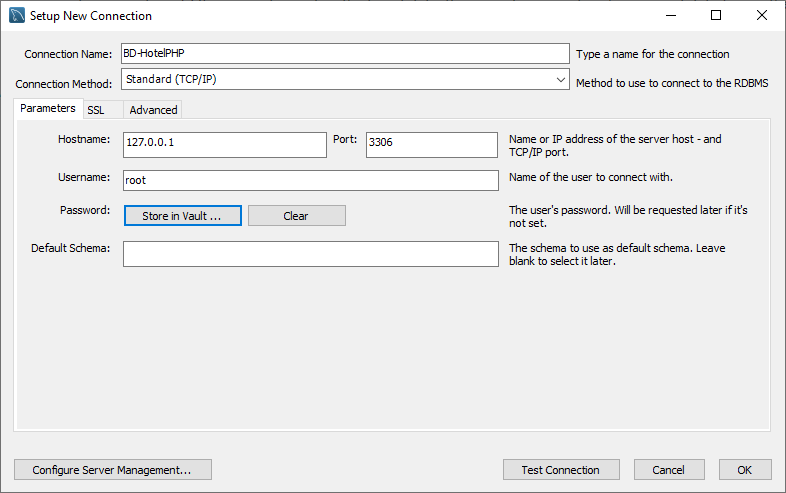 Setup New Connection
Connection Name: BD-HotelPHP Type a name for the connection
Connection Method: Standard (TCP/IP) Method to use to connect to the RDBMS
Parameters SSL Advanced
Hostname: 127.0.0.1 Port: 3306 Name or IP address of the server host - and
TCP/IP port.
Username: root Name of the user to connect with.
Password: Store in Vault ... Clear The user's password. Will be requested later if it's
not set.
Default Schema: The schema to use as default schema. Leave
blank to select it later.
Configure Server Management... Test Connection Cancel OK